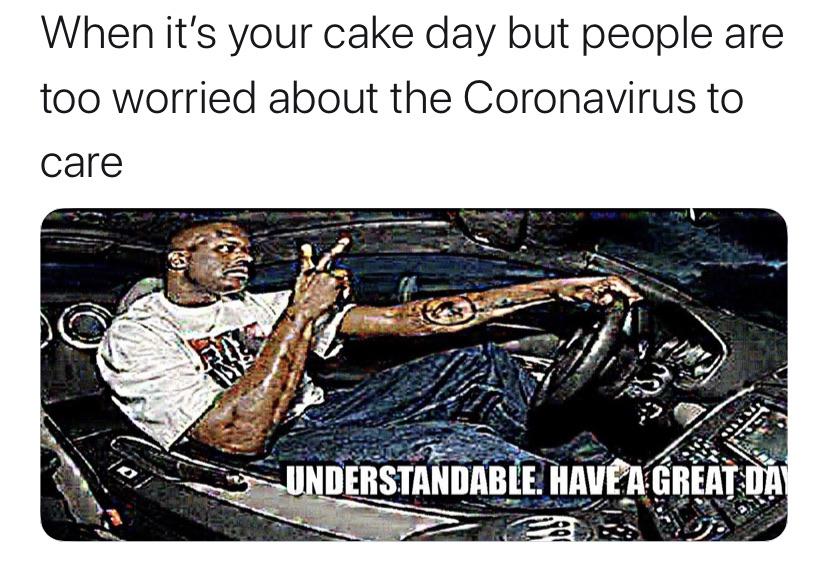 When it’s your cake day but people are
too worried about the Coronavirus to
care
UNDERSTANDABLE. HAVE A GREAT DAY